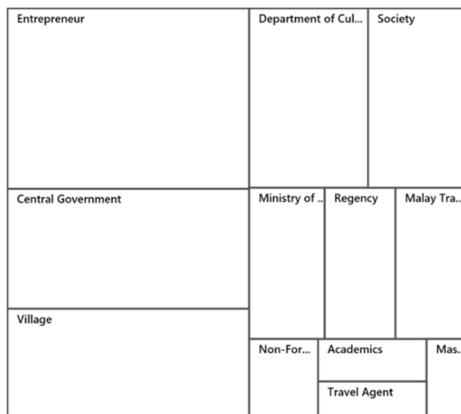 Entrepreneur
Department of Cul...
Society
Central Government
Ministry of ..
Regency
Malay Tra..
Village
Non-For...
Academics
Mas..
Travel Agent